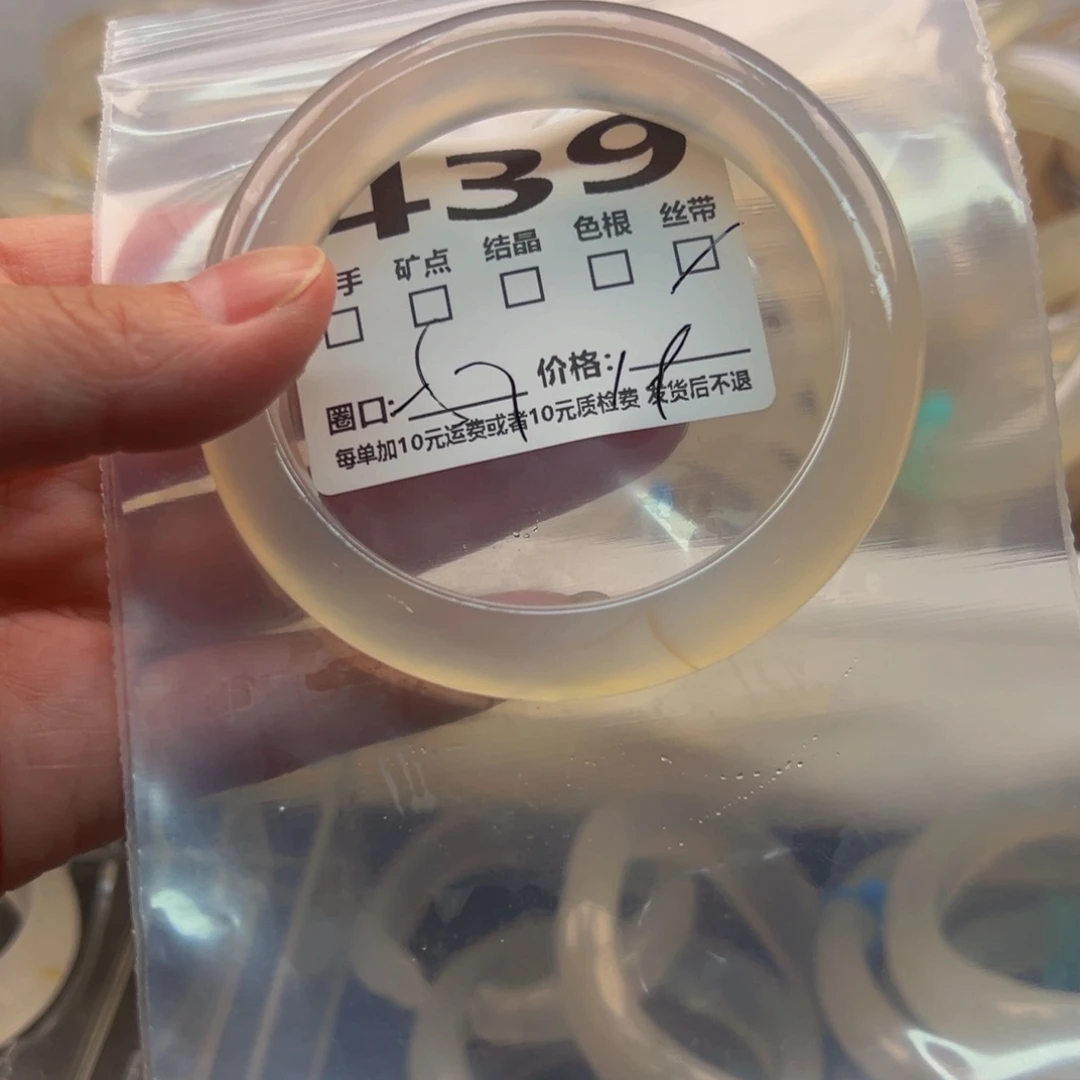 439
手 矿点 结晶 色根 丝带
圈口: 价格:
每单加10元运费或者10元质检费 发货后不退